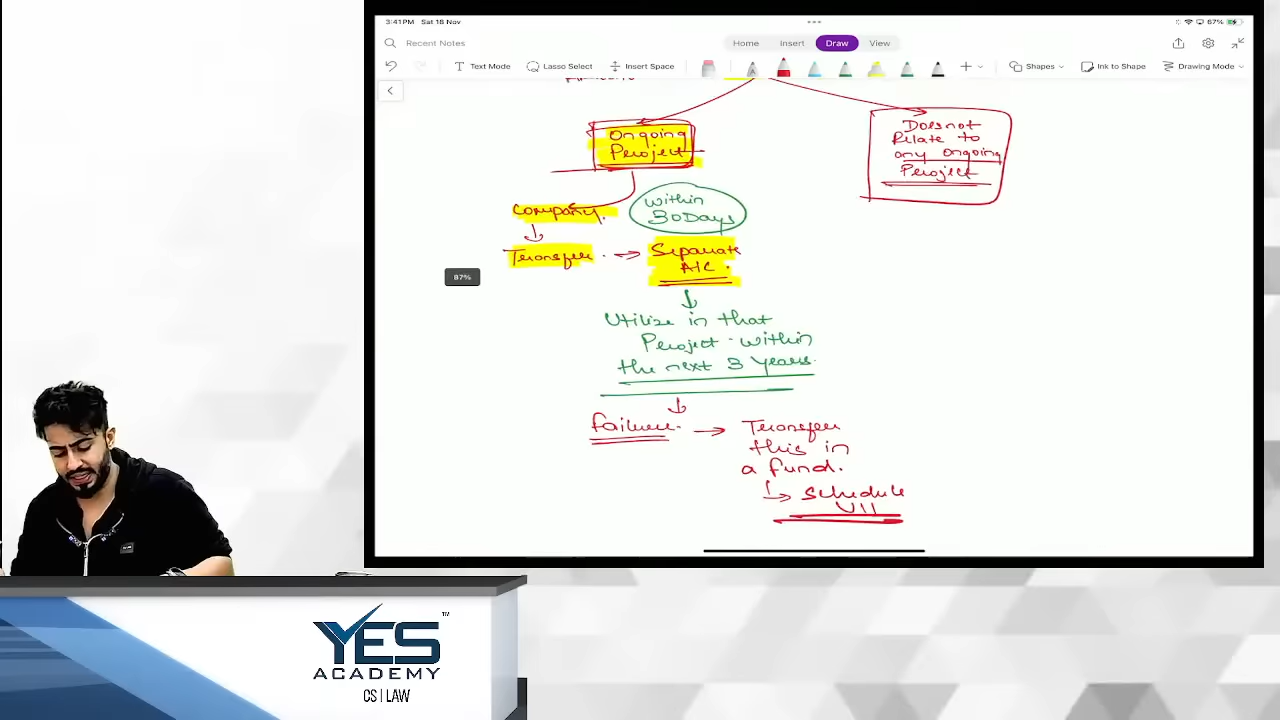 3:41 PM Sat 18 Nov
67%
Recent Notes
Home Insert Draw View
Text Mode Lasso Select Insert Space Shapes Ink to Shape Drawing Mode
Ongoing
Project
Does not
Relate to
any ongoing
Project
Company.
within
30 Days
Transfer
Separate
A/C.
87%
Utilize in that
Project within
the next 3 years.
failure.
Transfer
this in
a fund.
Schedule
VII
YES
TM
ACADEMY
CS | LAW